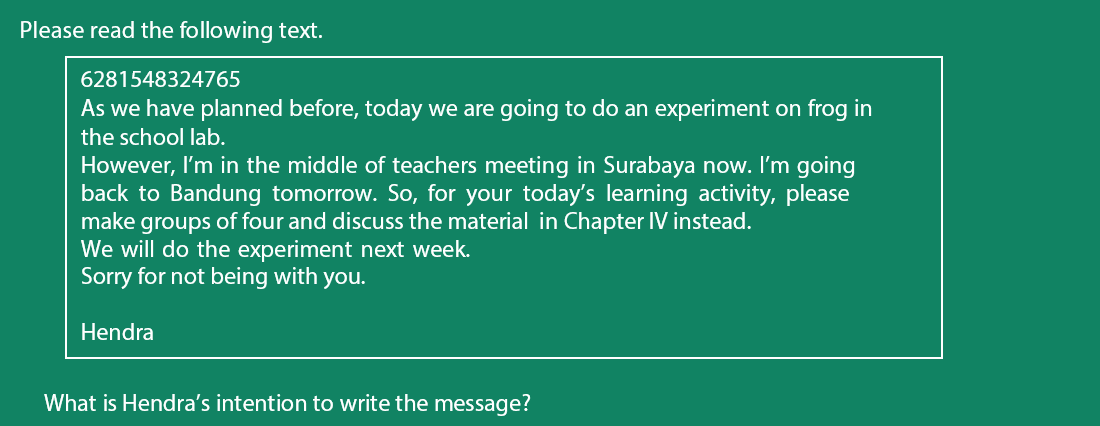 Please read the following text.
6281548324765
As we have planned before, today we are going to do an experiment on frog in
the school lab.
However, I'm in the middle of teachers meeting in Surabaya now. I'm going
back to Bandung tomorrow. So, for your today's learning activity, please
make groups of four and discuss the material in Chapter IV instead.
We will do the experiment next week.
Sorry for not being with you.
Hendra
What is Hendra's intention to write the message?